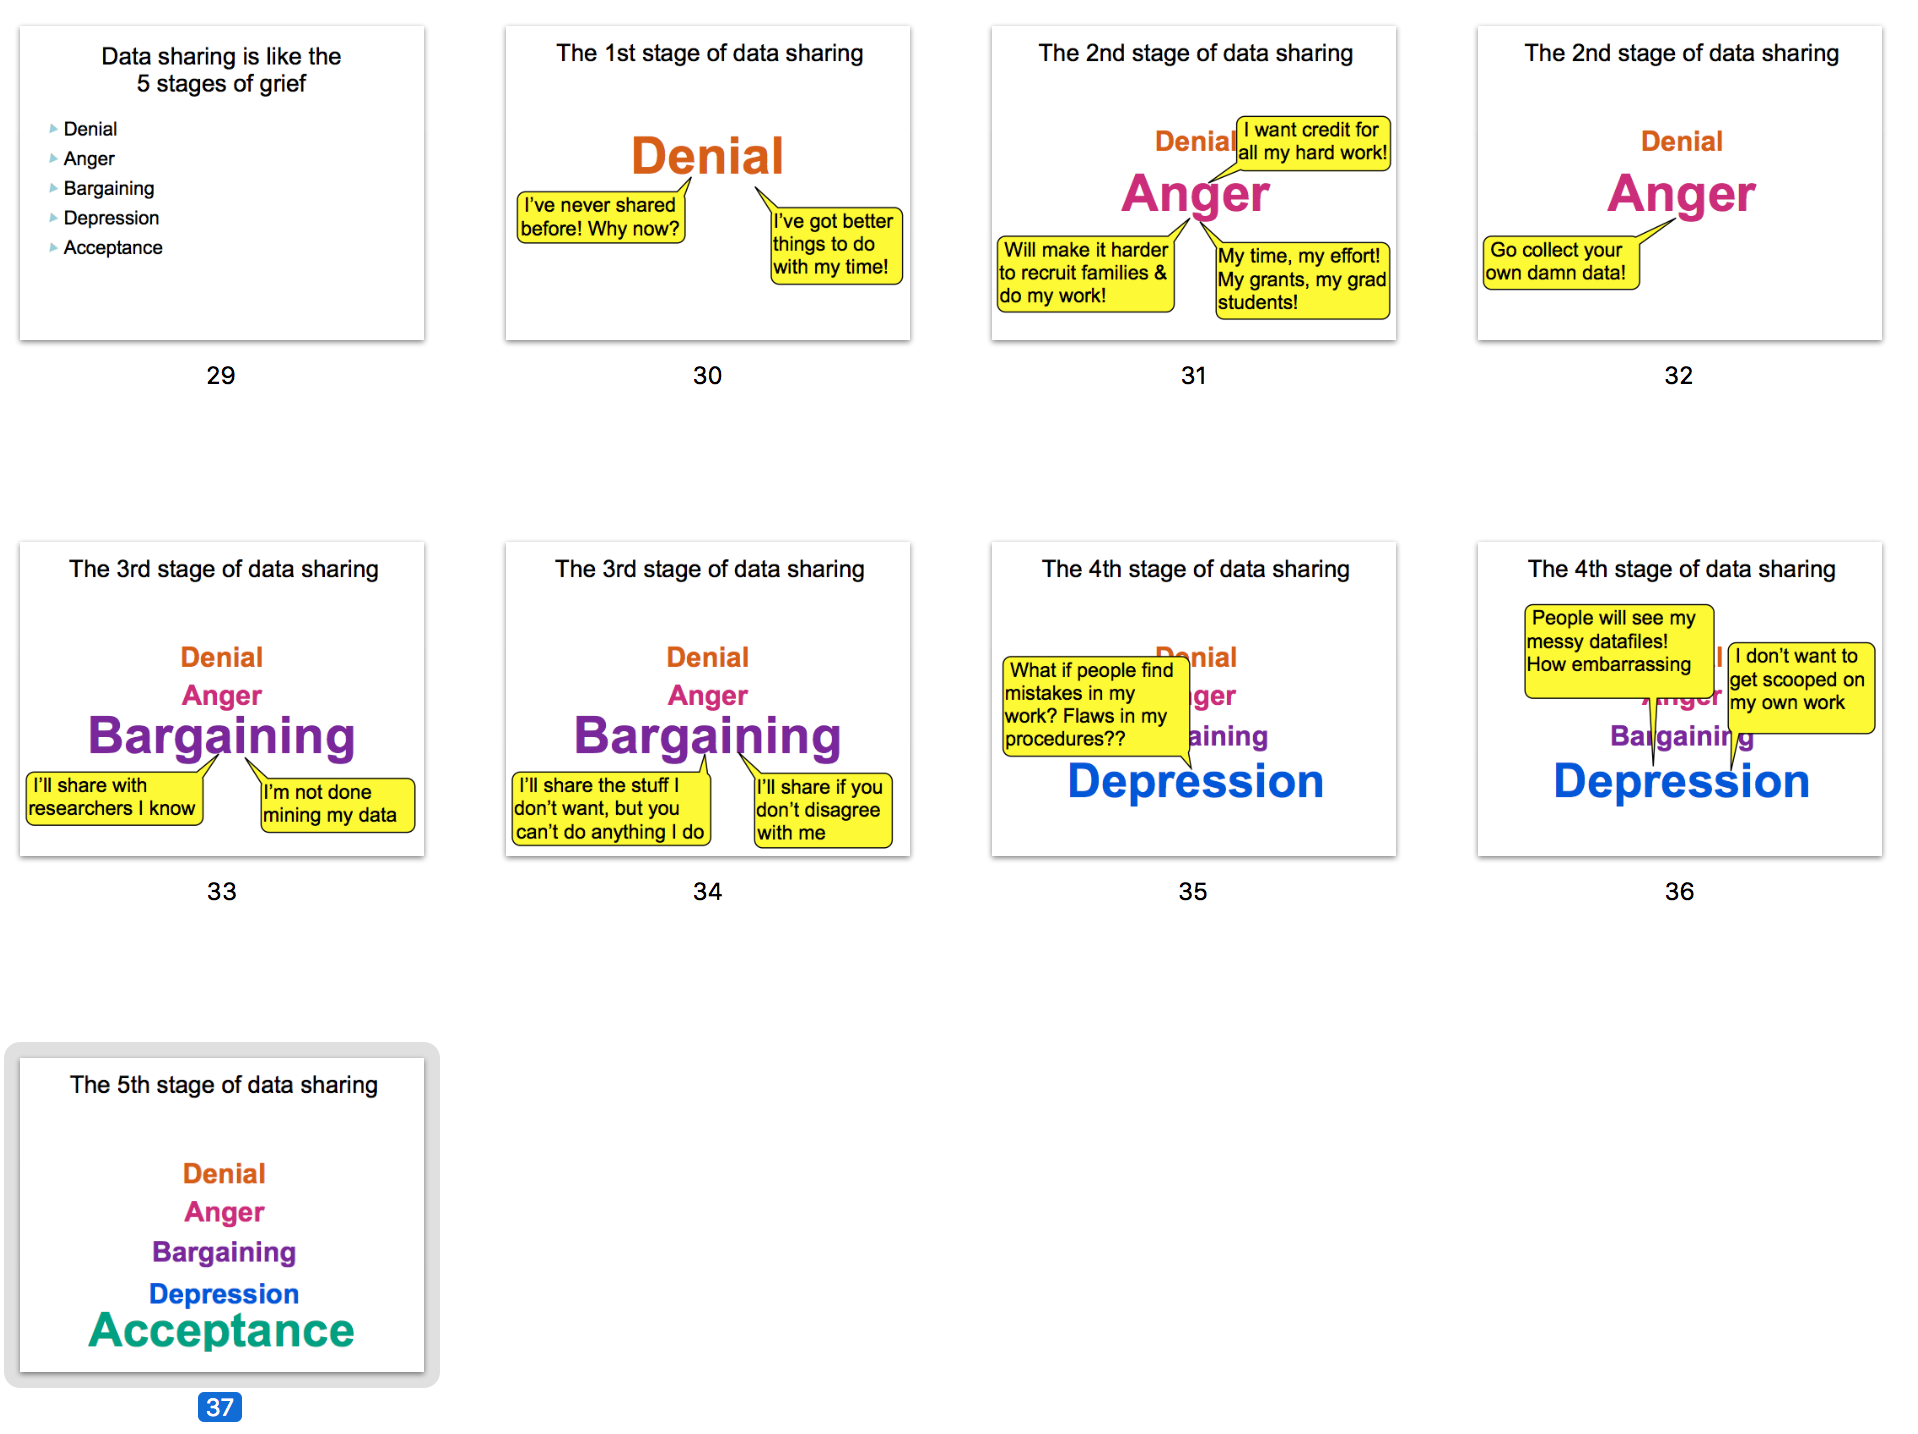 Data sharing is like the
5 stages of grief
Denial
Anger
Bargaining
Depression
Acceptance
29
The 1st stage of data sharing
Denial
I've never shared
before! Why now?
I've got better
things to do
with my time!
30
The 2nd stage of data sharing
Denial
I want credit for
all my hard work!
Anger
Will make it harder
to recruit families &
do my work!
My time, my effort!
My grants, my grad
students!
31
The 2nd stage of data sharing
Denial
Anger
Go collect your
own damn data!
32
The 3rd stage of data sharing
Denial
Anger
Bargaining
I'll share with
researchers I know
I'm not done
mining my data
33
The 3rd stage of data sharing
Denial
Anger
Bargaining
I'll share the stuff I
don't want, but you
can't do anything I do
I'll share if you
don't disagree
with me
34
The 4th stage of data sharing
Denial
What if people find
mistakes in my
work? Flaws in my
procedures??
nger
aining
Depression
35
The 4th stage of data sharing
People will see my
messy datafiles!
How embarrassing
l
I don't want to
get scooped on
my own work
Anger
Bargaining
Depression
36
The 5th stage of data sharing
Denial
Anger
Bargaining
Depression
Acceptance
37